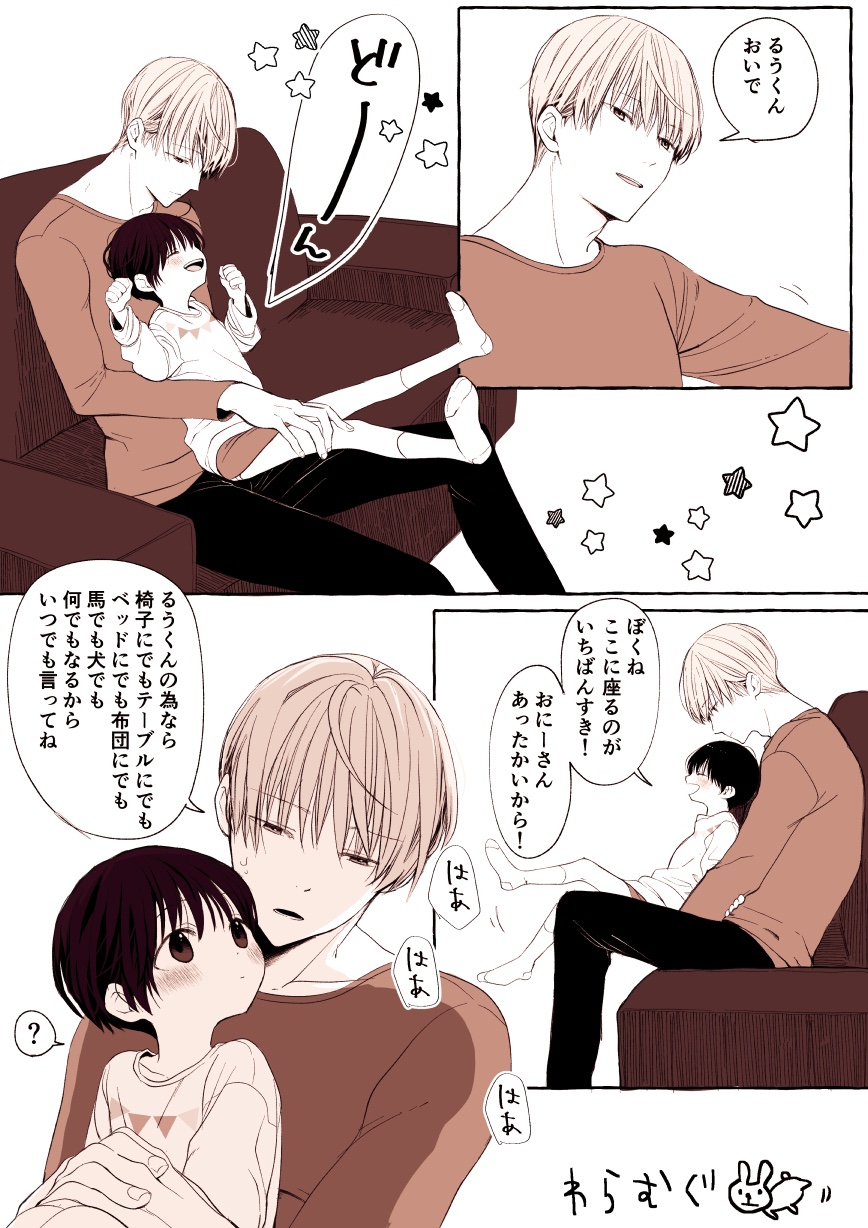 るうくん
おいで
どーん
ぼくね
ここに座るのが
いちばんすき！
おにーさん
あったかいから！
るうくんの為なら
椅子にでもテーブルにでも
ベッドにでも布団にでも
馬でも犬でも
何でもなるから
いつでも言ってね
はあ
はあ
はあ
?
わらむぐ